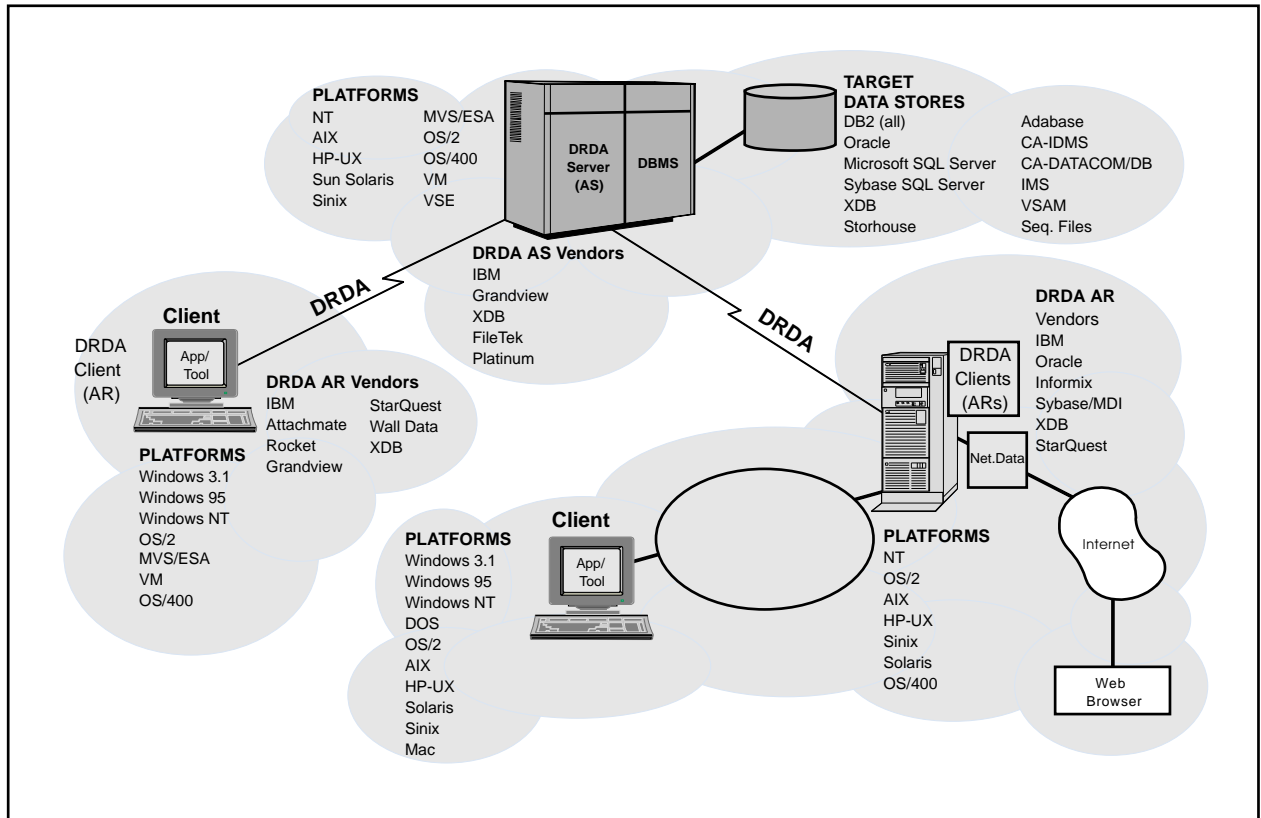 PLATFORMS
NT
AIX
HP-UX
Sun Solaris
Sinix
MVS/ESA
OS/2
OS/400
VM
VSE
DRDA
Server
(AS)
DBMS
TARGET
DATA STORES
DB2 (all)
Oracle
Microsoft SQL Server
Sybase SQL Server
XDB
Storhouse
Adabase
CA-IDMS
CA-DATACOM/DB
IMS
VSAM
Seq. Files
DRDA AS Vendors
IBM
Grandview
XDB
FileTek
Platinum
DRDA
DRDA
Client
DRDA
Client
(AR)
App/
Tool
DRDA AR Vendors
IBM
Attachmate
Rocket
Grandview
StarQuest
Wall Data
XDB
PLATFORMS
Windows 3.1
Windows 95
Windows NT
OS/2
MVS/ESA
VM
OS/400
DRDA AR
Vendors
IBM
Oracle
Informix
Sybase/MDI
XDB
StarQuest
DRDA
Clients
(ARs)
Net.Data
Client
App/
Tool
PLATFORMS
Windows 3.1
Windows 95
Windows NT
DOS
OS/2
AIX
HP-UX
Solaris
Sinix
Mac
PLATFORMS
NT
OS/2
AIX
HP-UX
Sinix
Solaris
OS/400
Internet
Web
Browser